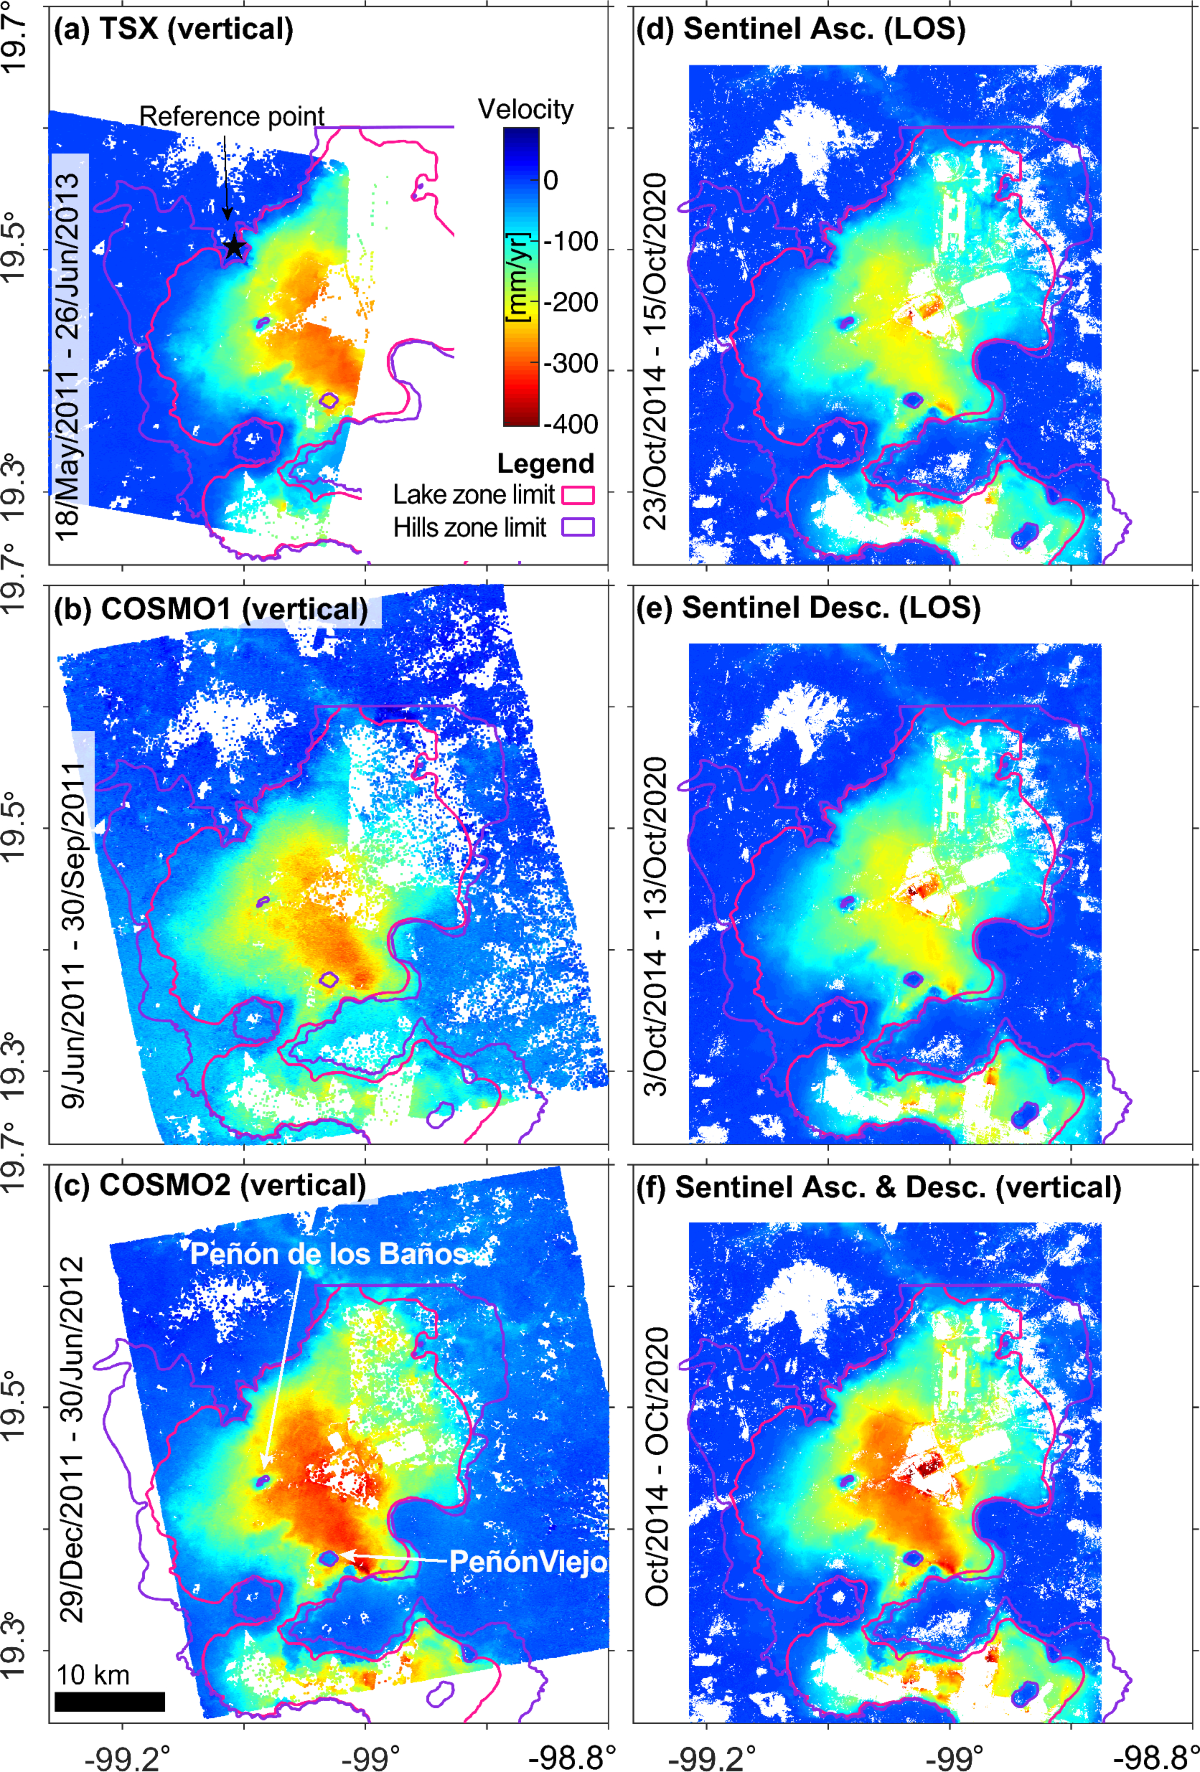 (a) TSX (vertical)
19.7°
Reference point
Velocity
0
-100
-200
-300
-400
[mm/yr]
18/May/2011 - 26/Jun/2013
19.5°
19.3°
Legend
Lake zone limit
Hills zone limit
(b) COSMO1 (vertical)
19.7°
9/Jun/2011 - 30/Sep/2011
19.5°
19.3°
(c) COSMO2 (vertical)
19.7°
Peñón de los Baños
29/Dec/2011 - 30/Jun/2012
19.5°
PeñónViejo
19.3°
10 km
-99.2°
-99°
-98.8°
(d) Sentinel Asc. (LOS)
23/Oct/2014 - 15/Oct/2020
(e) Sentinel Desc. (LOS)
3/Oct/2014 - 13/Oct/2020
(f) Sentinel Asc. & Desc. (vertical)
Oct/2014 - OCt/2020
-99.2°
-99°
-98.8°